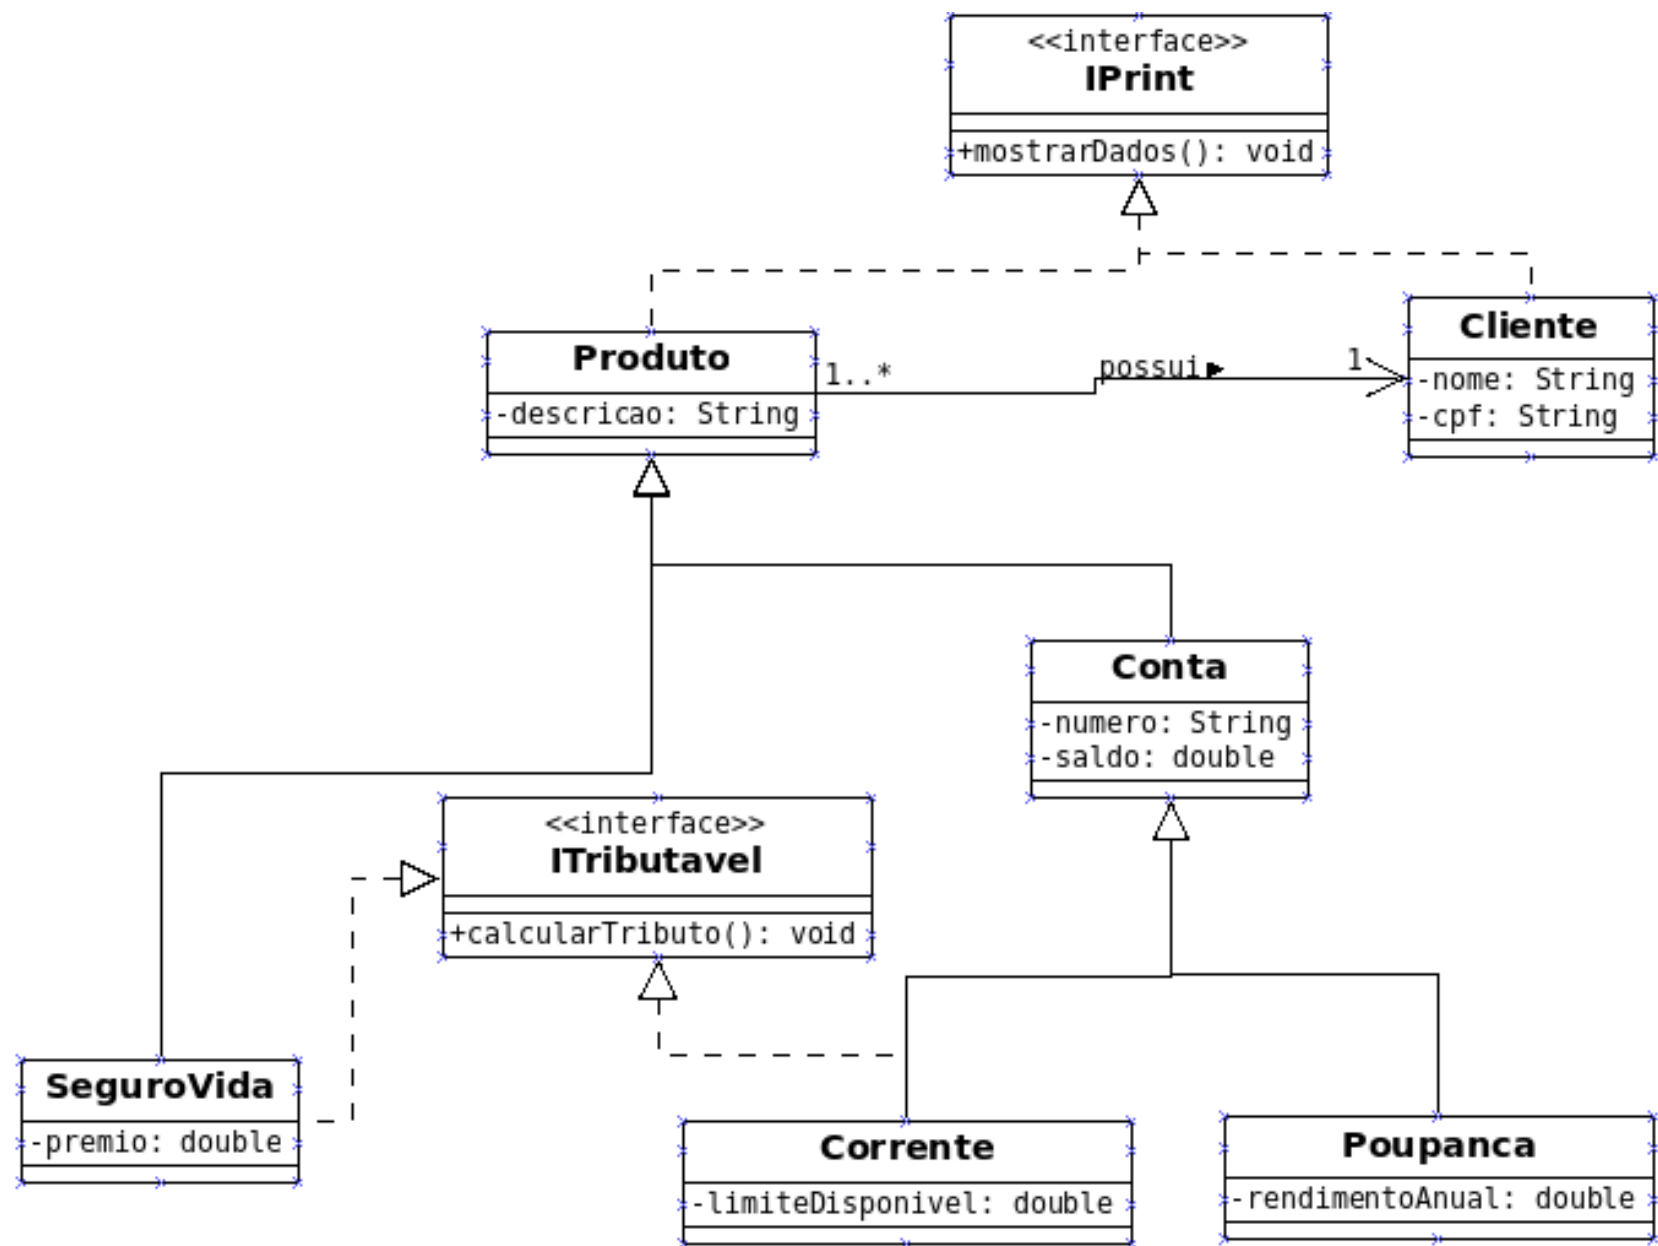 <<interface>>
IPrint
+mostrarDados(): void
Produto
-descricao: String
1..*
possui
1
Cliente
-nome: String
-cpf: String
Conta
-numero: String
-saldo: double
<<interface>>
ITributavel
+calcularTributo(): void
SeguroVida
-premio: double
Corrente
-limiteDisponivel: double
Poupanca
-rendimentoAnual: double